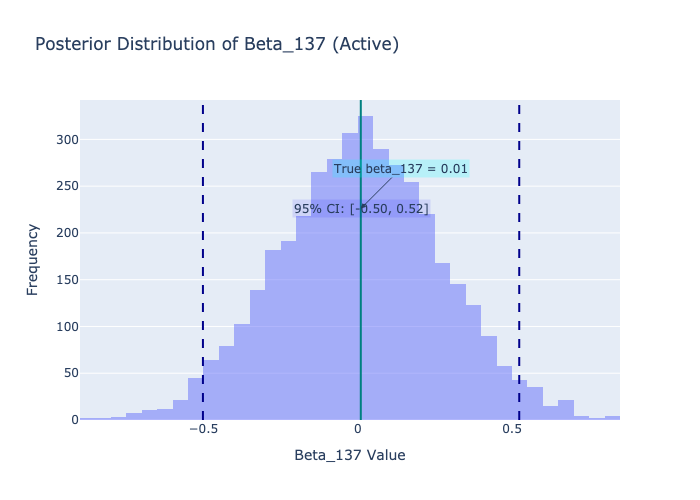 Posterior Distribution of Beta_137 (Active)
300
True beta_137 = 0.01
250
95% CI: [-0.50, 0.52]
200
Frequency
150
100
50
0
−0.5
0
0.5
Beta_137 Value